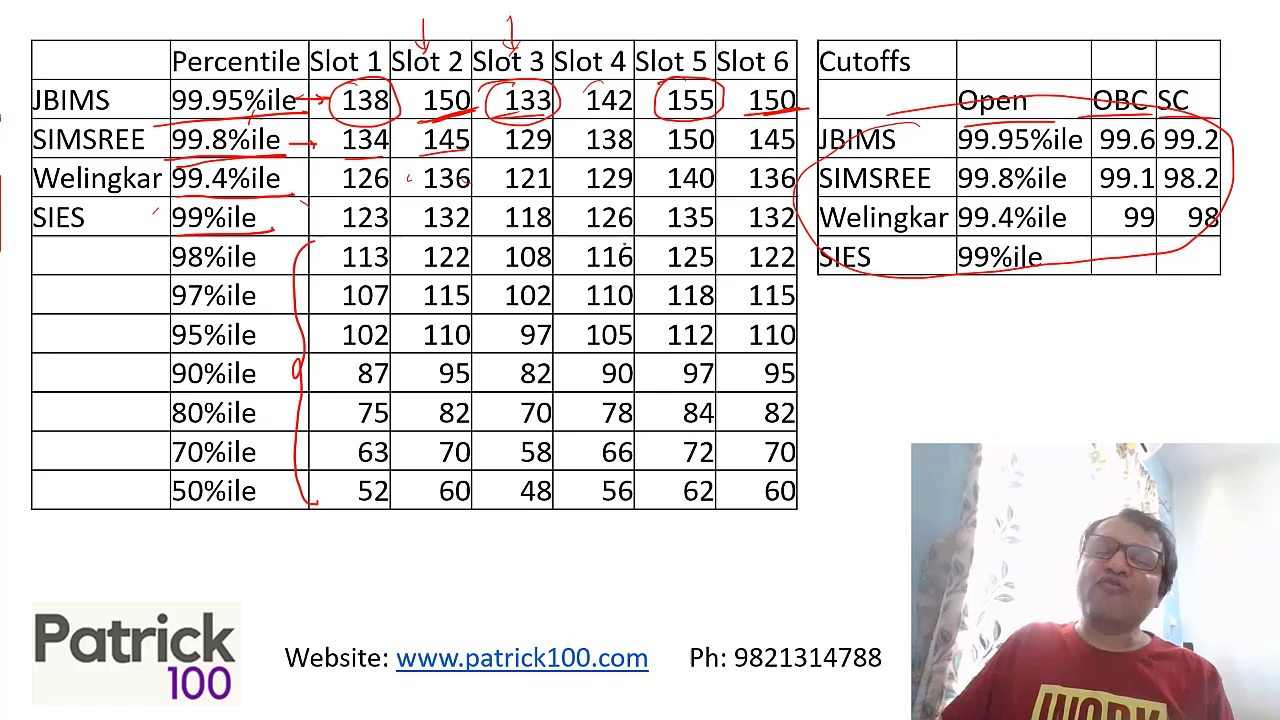 Percentile Slot 1 Slot 2 Slot 3 Slot 4 Slot 5 Slot 6
JBIMS 99.95%ile 138 150 133 142 155 150
SIMSREE 99.8%ile 134 145 129 138 150 145
Welingkar 99.4%ile 126 136 121 129 140 136
SIES 99%ile 123 132 118 126 135 132
98%ile 113 122 108 116 125 122
97%ile 107 115 102 110 118 115
95%ile 102 110 97 105 112 110
90%ile 87 95 82 90 97 95
80%ile 75 82 70 78 84 82
70%ile 63 70 58 66 72 70
50%ile 52 60 48 56 62 60
Cutoffs
Open OBC SC
JBIMS 99.95%ile 99.6 99.2
SIMSREE 99.8%ile 99.1 98.2
Welingkar 99.4%ile 99 98
SIES 99%ile
Patrick
100
Website: www.patrick100.com Ph: 9821314788
WORK